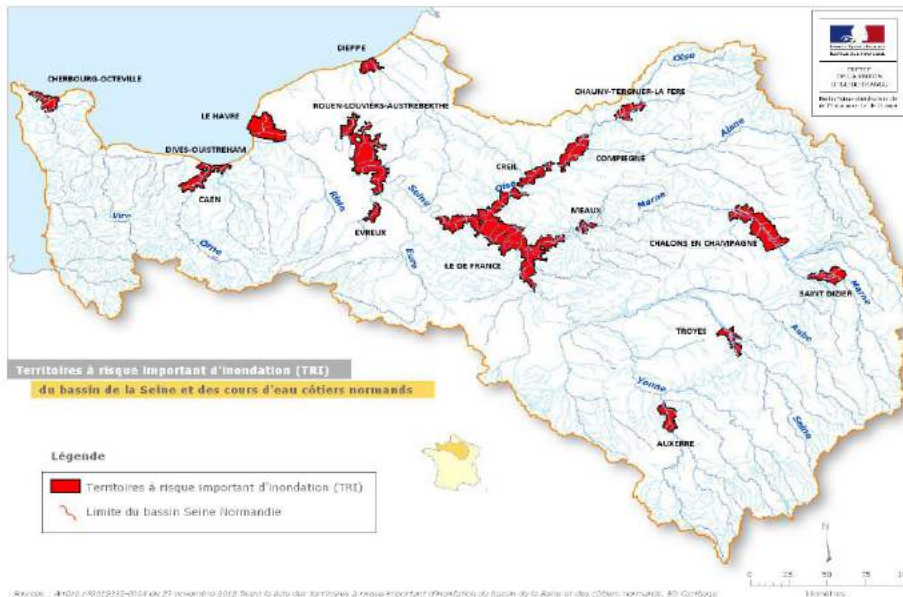 DIEPPE
CHERBOURG-OCTEVILLE
Oise
CHAUNY-TERGNIER-LA FERE
ROUEN-LOUVIERS-AUSTREBERTHE
LE HAVRE
Aisne
DIVES-OUISTREHAM
CREIL
COMPIEGNE
Oise
CAEN
Risle
Seine
MEAUX
Marne
Vire
EVREUX
Orne
Eure
ILE DE FRANCE
CHALONS EN CHAMPAGNE
SAINT DIZIER
Marne
TROYES
Aube
Territoires à risque important d'inondation (TRI)
du bassin de la Seine et des cours d'eau côtiers normands
Yonne
Seine
AUXERRE
Légende
Territoires à risque important d'inondation (TRI)
Limite du bassin Seine Normandie
N
0 25 50
kilomètres